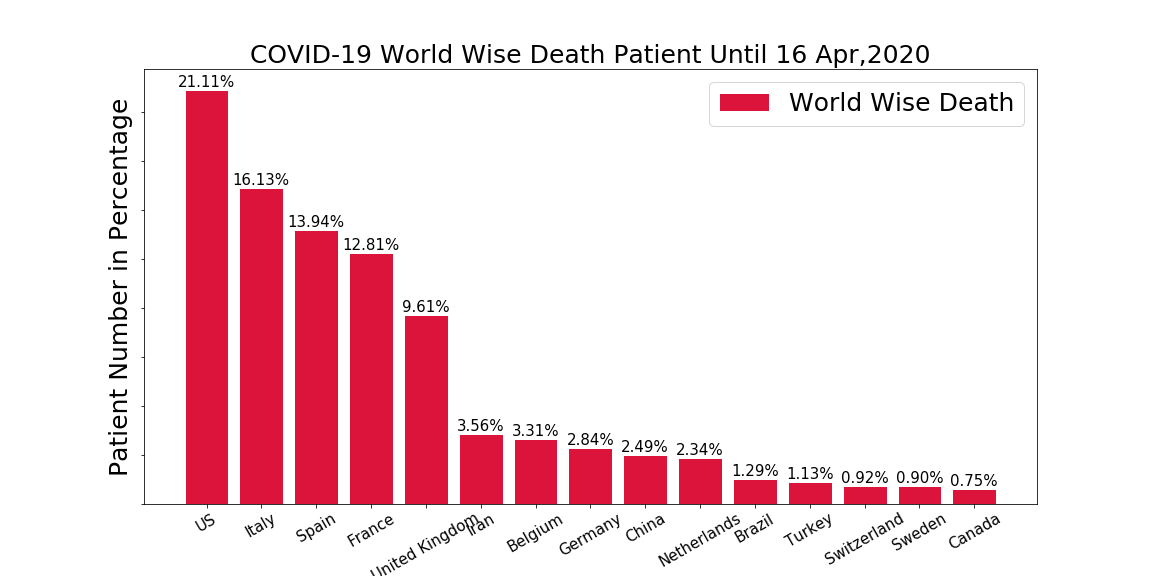 COVID-19 World Wise Death Patient Until 16 Apr,2020
World Wise Death
Patient Number in Percentage
21.11%
16.13%
13.94%
12.81%
9.61%
3.56%
3.31%
2.84%
2.49%
2.34%
1.29%
1.13%
0.92%
0.90%
0.75%
US
Italy
Spain
France
United Kingdom
Iran
Belgium
Germany
China
Netherlands
Brazil
Turkey
Switzerland
Sweden
Canada